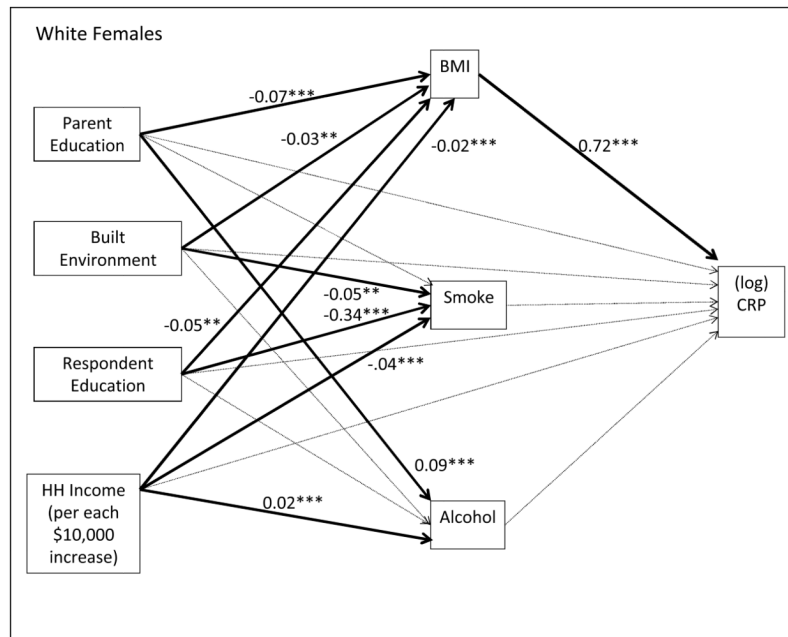 White Females
BMI
-0.07***
Parent
Education
-0.03**
-0.02***
0.72***
Built
Environment
(log)
CRP
-0.05**
Smoke
-0.34***
-0.05**
Respondent
Education
-.04***
0.09***
HH Income
(per each
$10,000
increase)
0.02***
Alcohol